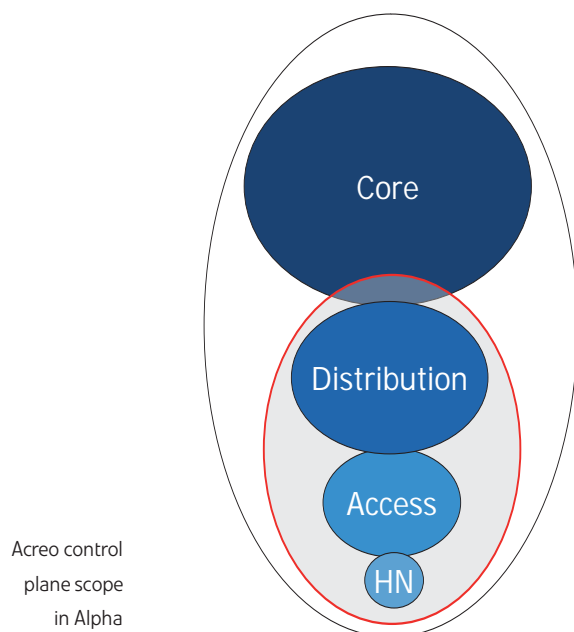 Core
Distribution
Access
HN
Acreo control
plane scope
in Alpha